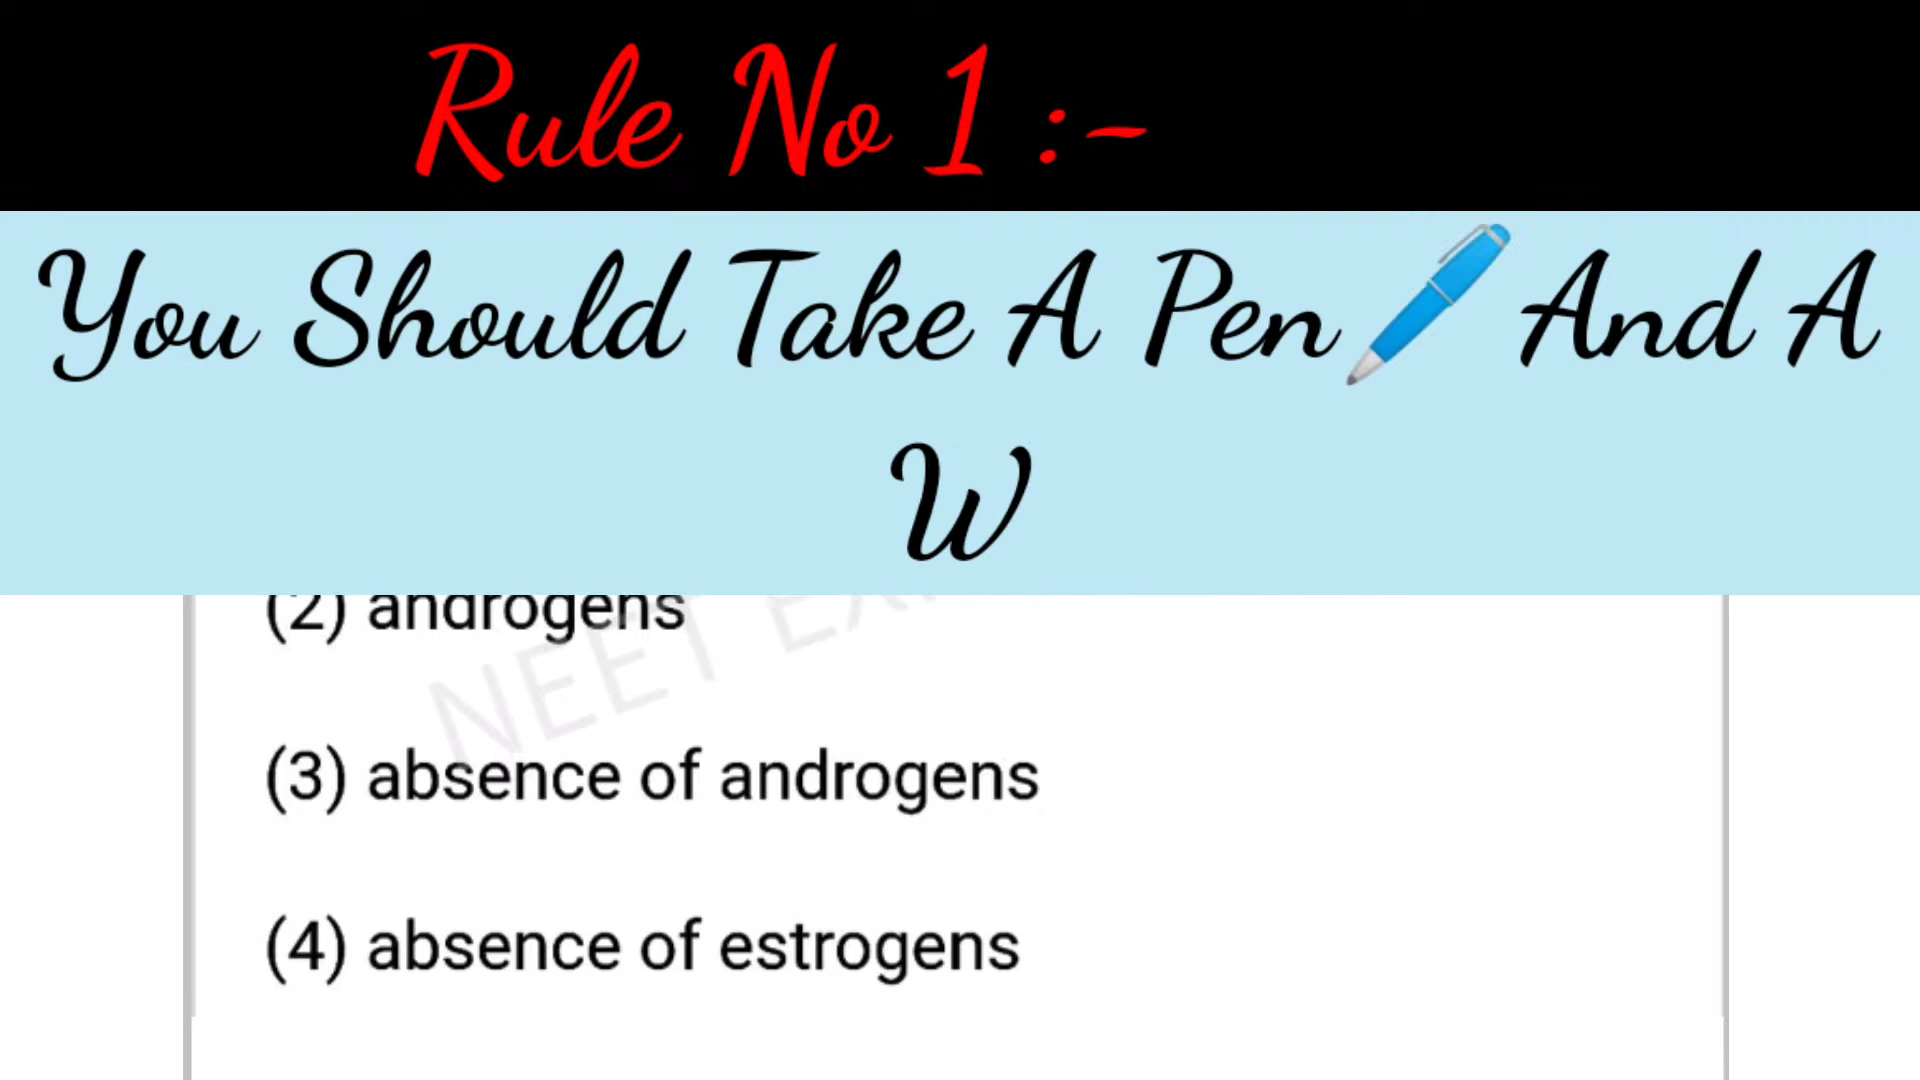 Rule No 1 :-
You Should Take A Pen🖊️ And A
W
(2) androgens
NEET
(3) absence of androgens
(4) absence of estrogens